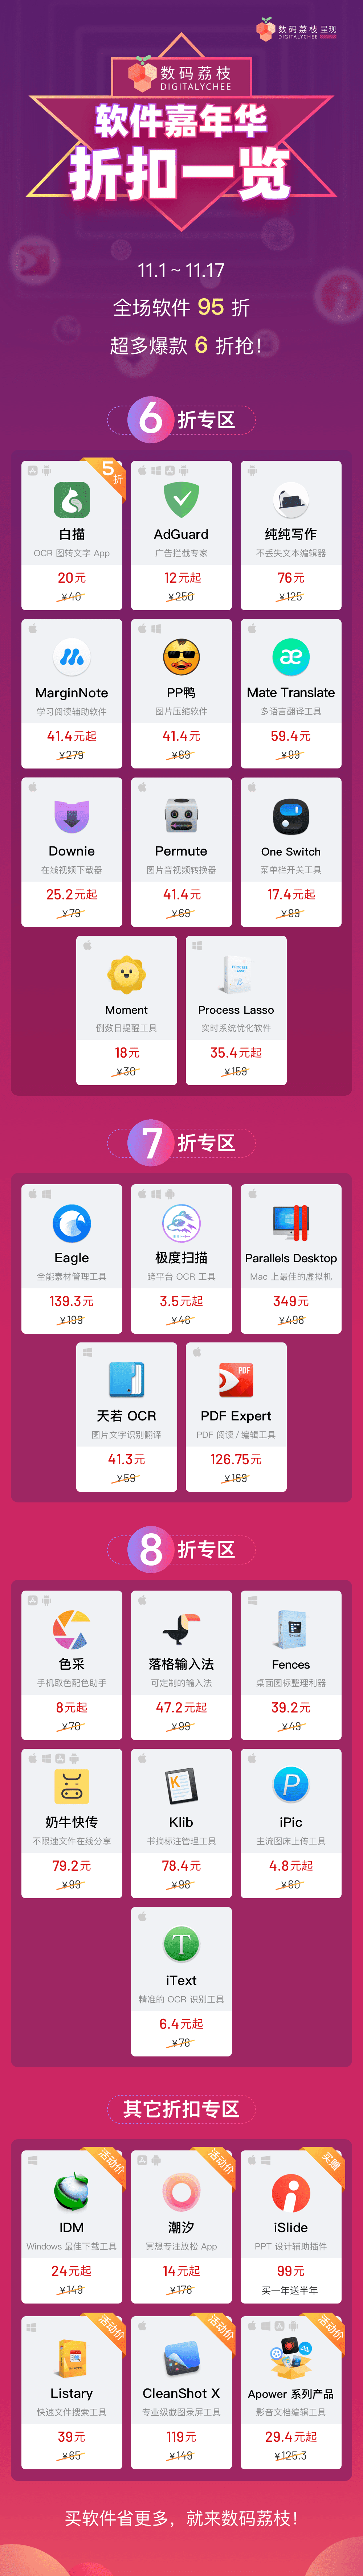 数码荔枝 呈现
DIGITALYCHEE
数码荔枝
DIGITALYCHEE
软件嘉年华
折扣一览
11.1 ~ 11.17
全场软件 95 折
超多爆款 6 折抢！
6 折专区
5折
白描
OCR 图转文字 App
20元
¥40
AdGuard
广告拦截专家
12元起
¥250
纯纯写作
不丢失文本编辑器
76元
¥125
MarginNote
学习阅读辅助软件
41.4元起
¥279
PP鸭
图片压缩软件
41.4元
¥69
Mate Translate
多语言翻译工具
59.4元
¥99
Downie
在线视频下载器
25.2元起
¥79
Permute
图片音视频转换器
41.4元
¥69
One Switch
菜单栏开关工具
17.4元起
¥99
Moment
倒数日提醒工具
18元
¥30
PROCESS LASSO
Process Lasso
实时系统优化软件
35.4元起
¥159
7 折专区
Eagle
全能素材管理工具
139.3元
¥199
极度扫描
跨平台 OCR 工具
3.5元起
¥48
Parallels Desktop
Mac 上最佳的虚拟机
349元
¥498
天若 OCR
图片文字识别翻译
41.3元
¥59
PDF
PDF Expert
PDF 阅读 / 编辑工具
126.75元
¥169
8 折专区
色采
手机取色配色助手
8元起
¥70
落格输入法
可定制的输入法
47.2元起
¥99
Fences
桌面图标整理利器
39.2元
¥49
奶牛快传
不限速文件在线分享
79.2元
¥99
K
Klib
书摘标注管理工具
78.4元
¥98
P
iPic
主流图床上传工具
4.8元起
¥60
T
iText
精准的 OCR 识别工具
6.4元起
¥78
其它折扣专区
活动价
IDM
Windows 最佳下载工具
24元起
¥149
活动价
潮汐
冥想专注放松 App
14元起
¥178
买赠
iSlide
PPT 设计辅助插件
99元
买一年送半年
活动价
Listary
快速文件搜索工具
39元
¥65
活动价
CleanShot X
专业级截图录屏工具
119元
¥149
活动价
Apower 系列产品
影音文档编辑工具
29.4元起
¥125.3
买软件省更多，就来数码荔枝！